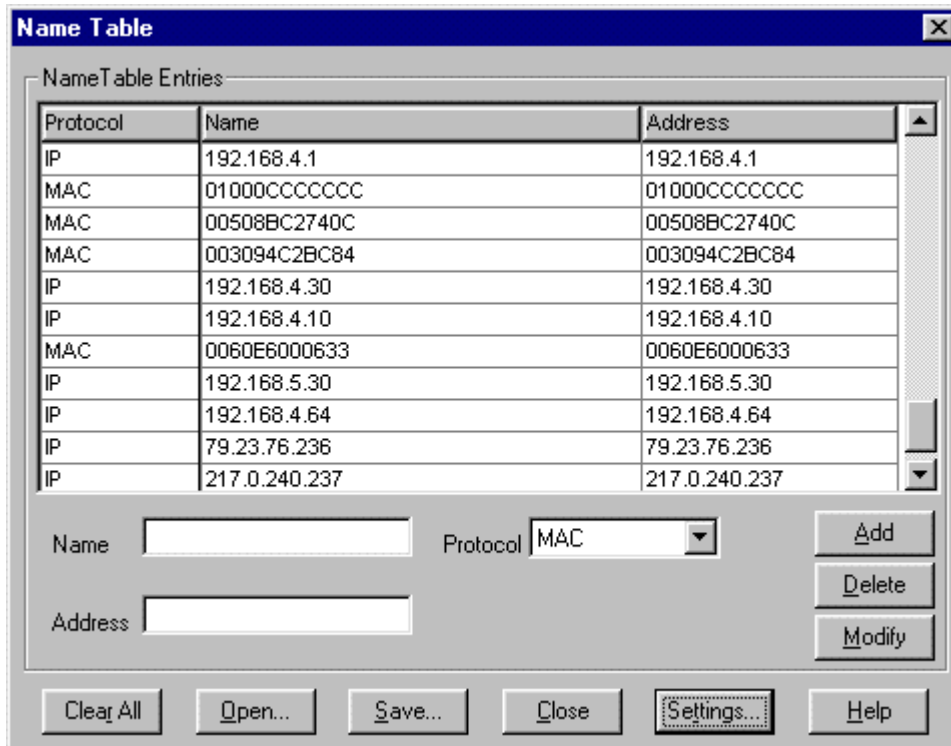 Name Table
NameTable Entries
Protocol Name Address
IP 192.168.4.1 192.168.4.1
MAC 01000CCCCCCC 01000CCCCCCC
MAC 00508BC2740C 00508BC2740C
MAC 003094C2BC84 003094C2BC84
IP 192.168.4.30 192.168.4.30
IP 192.168.4.10 192.168.4.10
MAC 0060E6000633 0060E6000633
IP 192.168.5.30 192.168.5.30
IP 192.168.4.64 192.168.4.64
IP 79.23.76.236 79.23.76.236
IP 217.0.240.237 217.0.240.237
Name Protocol MAC Add
Delete
Address
Modify
Clear All Open... Save... Close Settings... Help